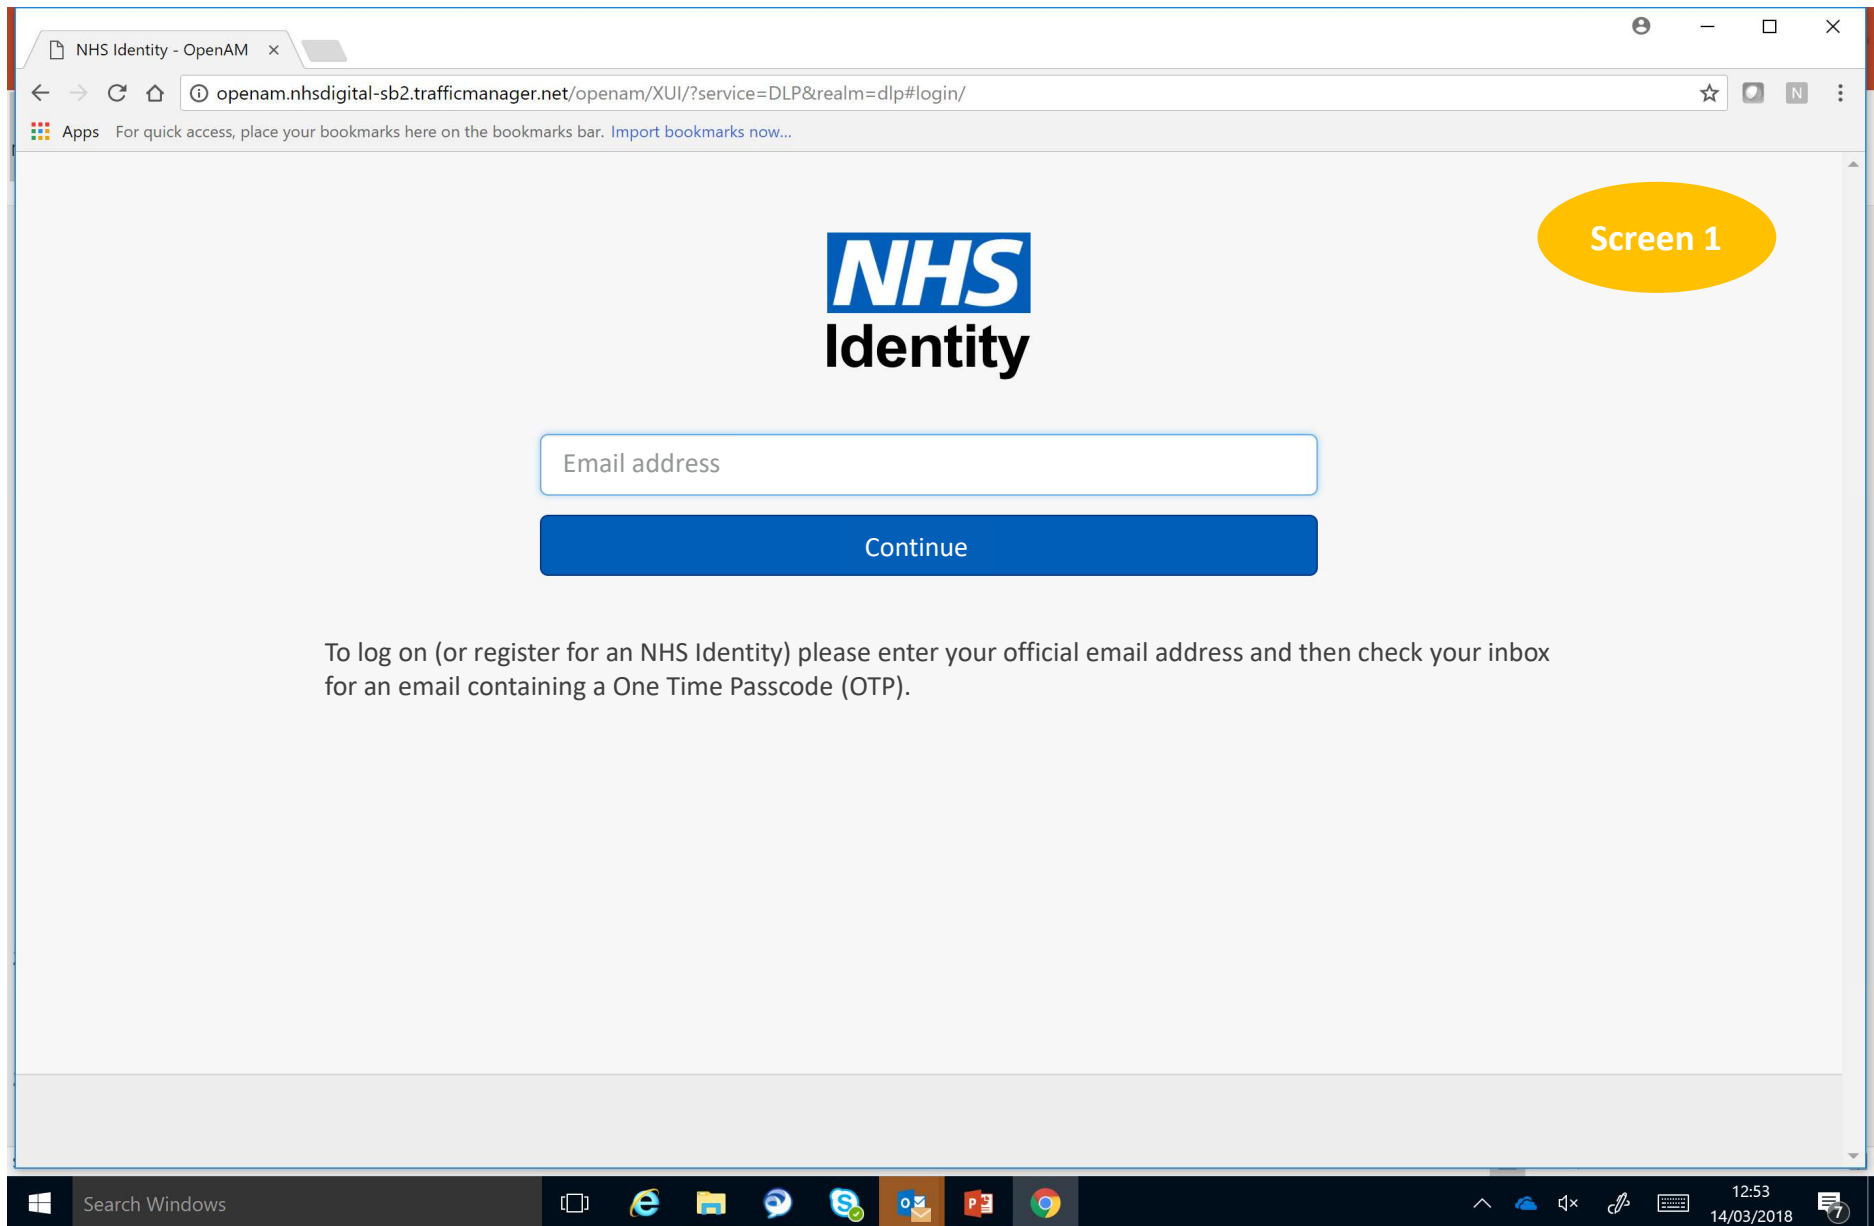 NHS Identity - OpenAM
openam.nhsdigital-sb2.trafficmanager.net/openam/XUI/?service=DLP&realm=dlp#login/
N
Apps For quick access, place your bookmarks here on the bookmarks bar. Import bookmarks now...
Screen 1
NHS
Identity
Email address
Continue
To log on (or register for an NHS Identity) please enter your official email address and then check your inbox
for an email containing a One Time Passcode (OTP).
Search Windows
12:53
14/03/2018
7